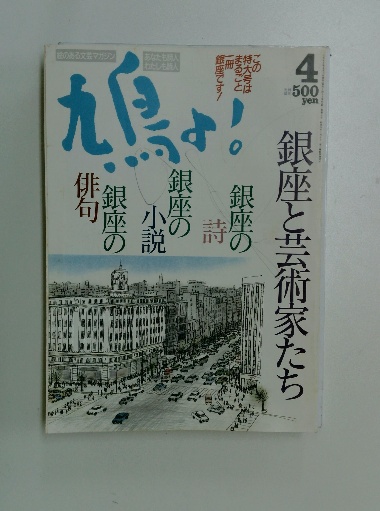 この
特大号は
まるごと
一冊
銀座です!
4
500
yen
鳩よ!
銀座と芸術家たち
銀座の
詩
銀座の
小説
銀座の
俳句